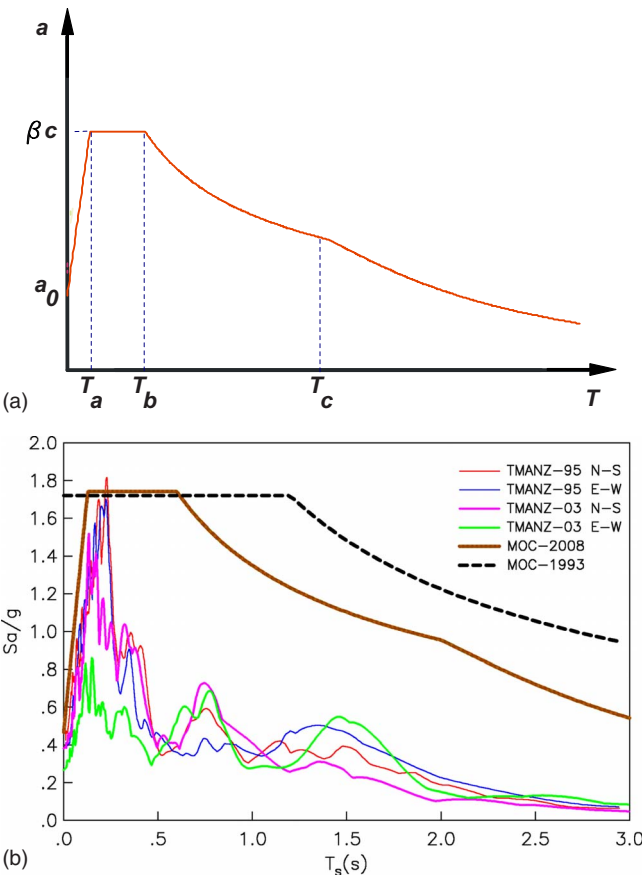 a
βc
a0
Ta Tb Tc T
(a)
2.0
1.8
1.6
1.4
1.2
1.0
.8
.6
.4
.2
.0
Sa/g
TMANZ-95 N-S
TMANZ-95 E-W
TMANZ-03 N-S
TMANZ-03 E-W
MOC-2008
MOC-1993
.0 .5 1.0 1.5 2.0 2.5 3.0
Ts(s)
(b)